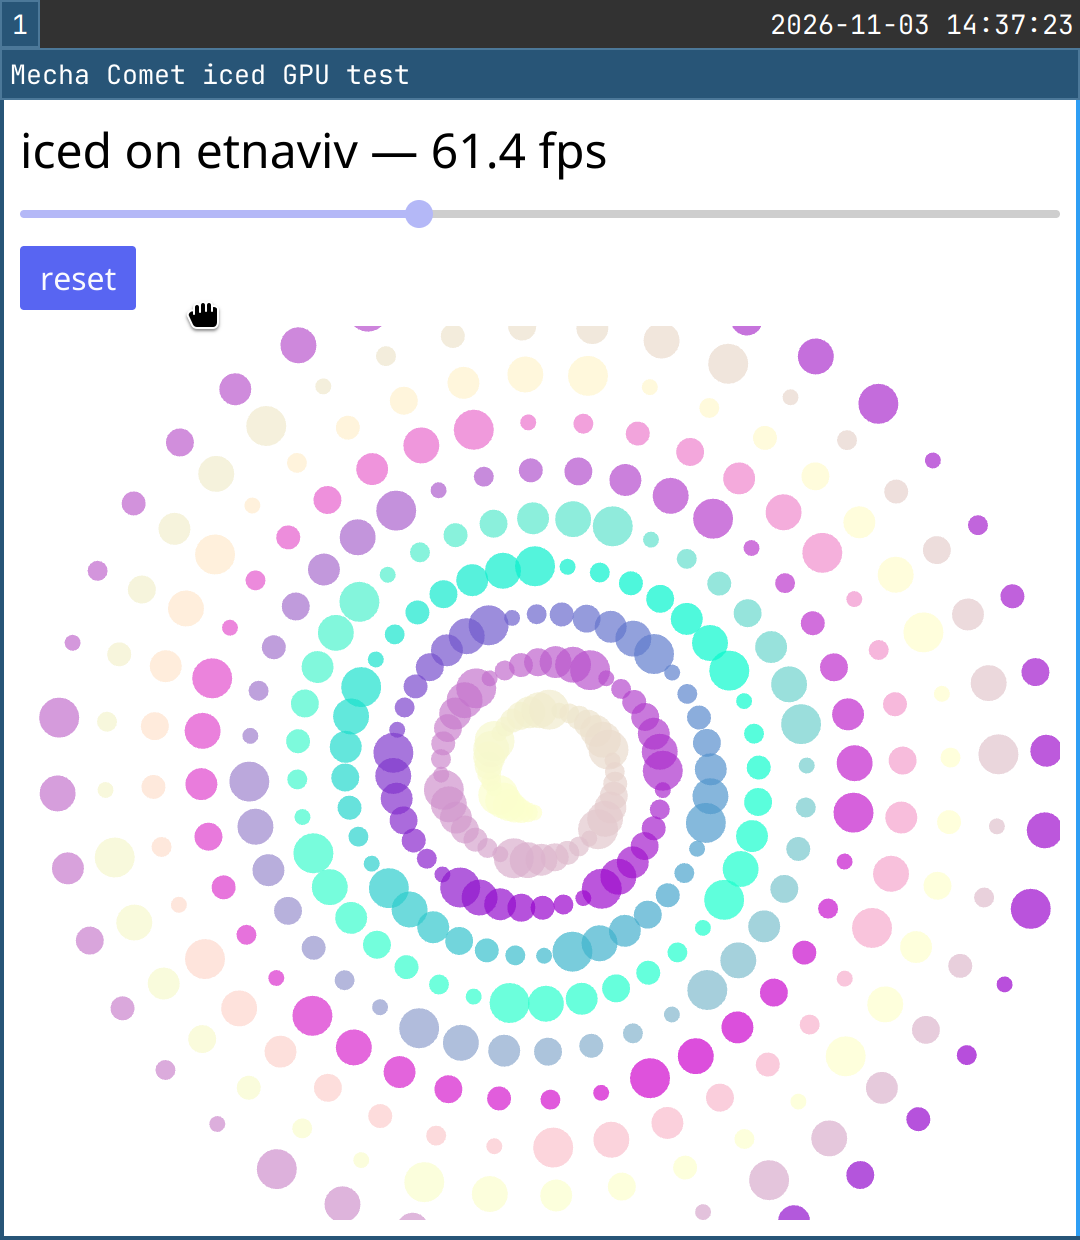 1
2026-11-03 14:37:23
Mecha Comet iced GPU test
iced on etnaviv — 61.4 fps
reset